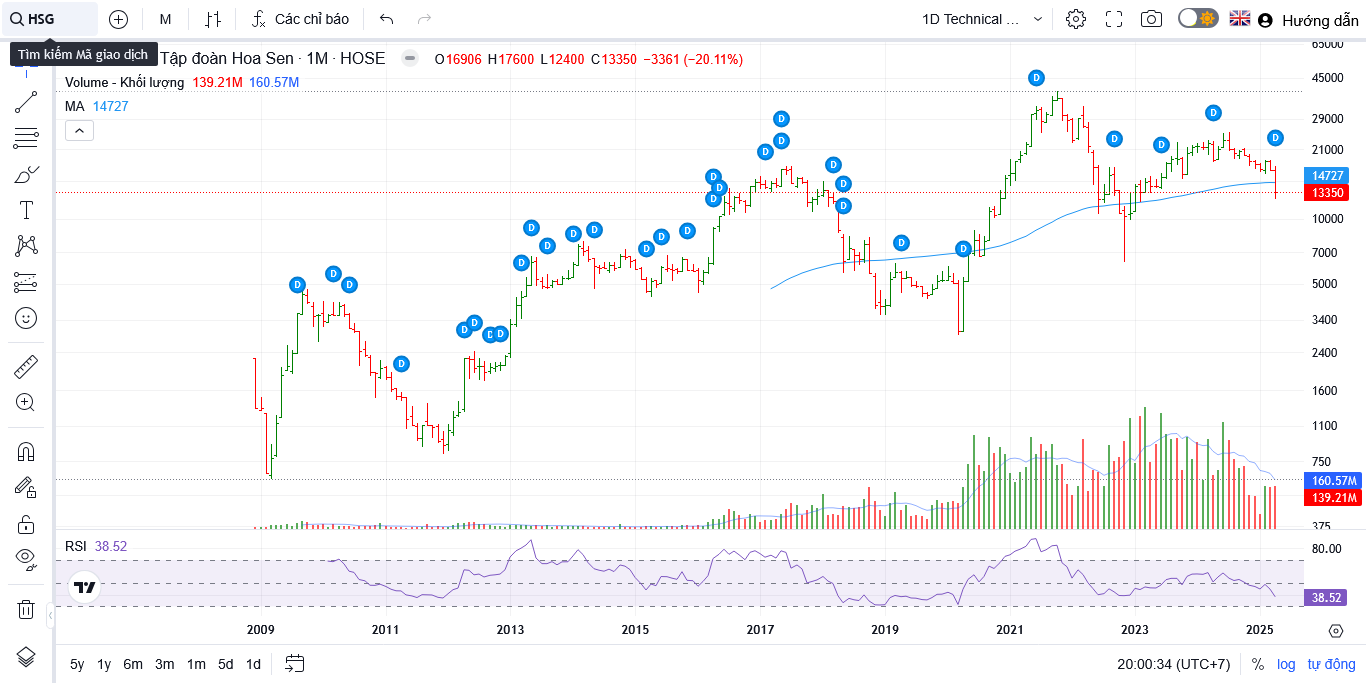 HSG
M
Các chỉ báo
1D Technical ...
Hướng dẫn
Tìm kiếm Mã giao dịch
Tập đoàn Hoa Sen · 1M · HOSE
O16906 H17600 L12400 C13350 −3361 (−20.11%)
Volume - Khối lượng 139.21M 160.57M
MA 14727
65000
45000
29000
21000
14727
13350
10000
7000
5000
3400
2400
1600
1100
750
160.57M
139.21M
375
D D D D D D D D D D D D D D D D D D D D D D D D D D D D D D D D D
RSI 38.52
80.00
38.52
2009 2011 2013 2015 2017 2019 2021 2023 2025
5y 1y 6m 3m 1m 5d 1d
20:00:34 (UTC+7) % log tự động